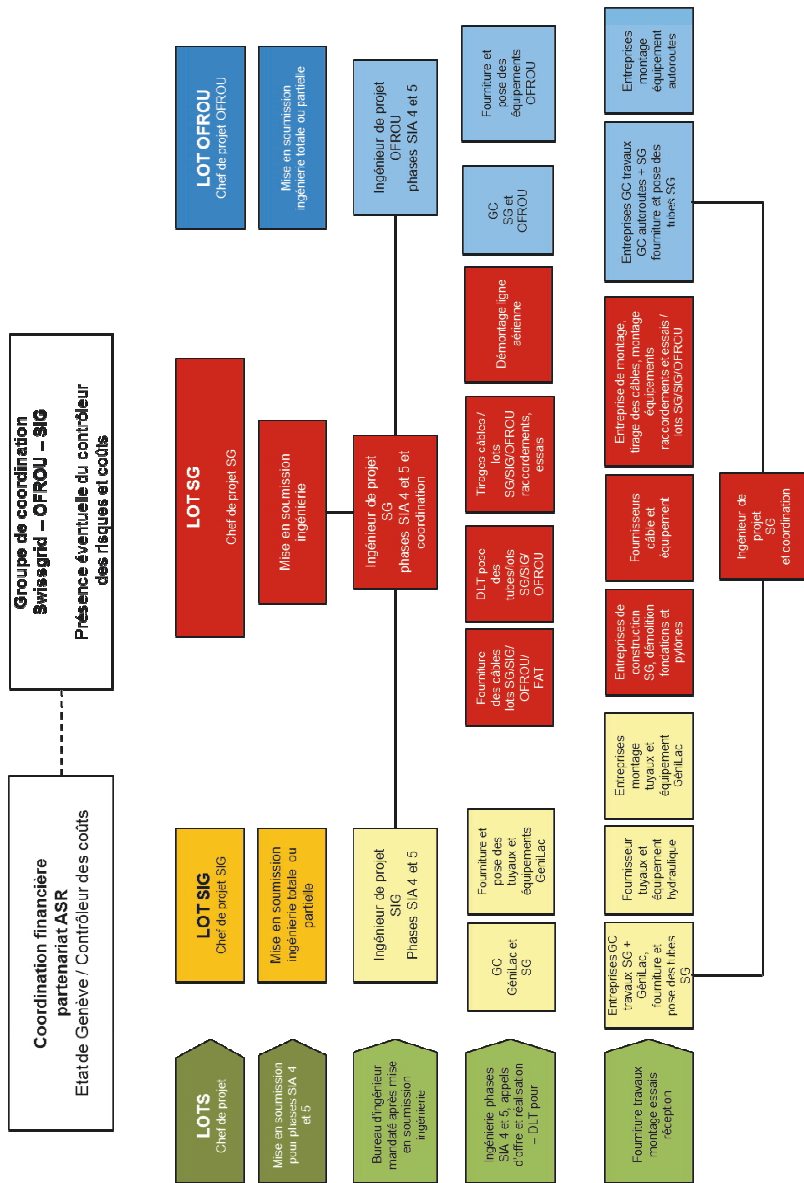 Coordination financière
partenariat ASR
Etat de Genève / Contrôleur des coûts
Groupe de coordination
Swissgrid – OFROU – SIG
Présence éventuelle du contrôleur
des risques et coûts
LOTS
Chef de projet
LOT SIG
Chef de projet SIG
LOT SG
Chef de projet SG
LOT OFROU
Chef de projet OFROU
Mise en soumission
pour phases SIA 4
et 5
Mise en soumission
ingénierie totale ou
partielle
Mise en soumission
ingénierie
Mise en soumission
ingénierie totale ou partielle
Bureau d'ingénieur
mandaté après mise
en soumission
ingénierie
Ingénieur de projet
SIG
Phases SIA 4 et 5
Ingénieur de projet
SG
phases SIA 4 et 5 et
coordination
Ingénieur de projet
OFROU
phases SIA 4 et 5
Ingénierie phases
SIA 4 et 5, appels
d'offre et réalisation
– DLT pour
GC
GéniLac et
SG
Fourniture et
pose des
tuyaux et
équipements
GeniLac
Fourniture
des câbles
lots SG/SIG/
OFROU/
FAT
DLT pose
des
tubes/lots
SG/SIG/
OFROU
Tirages câbles /
lots
SG/SIG/OFROU
raccordements,
essais
Démontage ligne
aérienne
GC
SG et
OFROU
Fourniture et
pose des
équipements
OFROU
Fourniture travaux
montage essais
réception
Entreprises GC
travaux SG +
GéniLac,
fourniture et
pose des tubes
SG
Fournisseur
tuyaux et
équipement
hydraulique
Entreprises
montage
tuyaux et
équipement
GéniLac
Entreprises de
construction
SG, démolition
fondations et
pylônes
Fournisseurs
câble et
équipement
Entreprise de montage,
tirage des câbles, montage
équipements
raccordements et essais /
lots SG/SIG/OFROU
Entreprises GC travaux
GC autoroutes + SG
fourniture et pose des
tubes SG
Entreprises
montage
équipement
autoroutes
Ingénieur de
projet
SG
et coordination